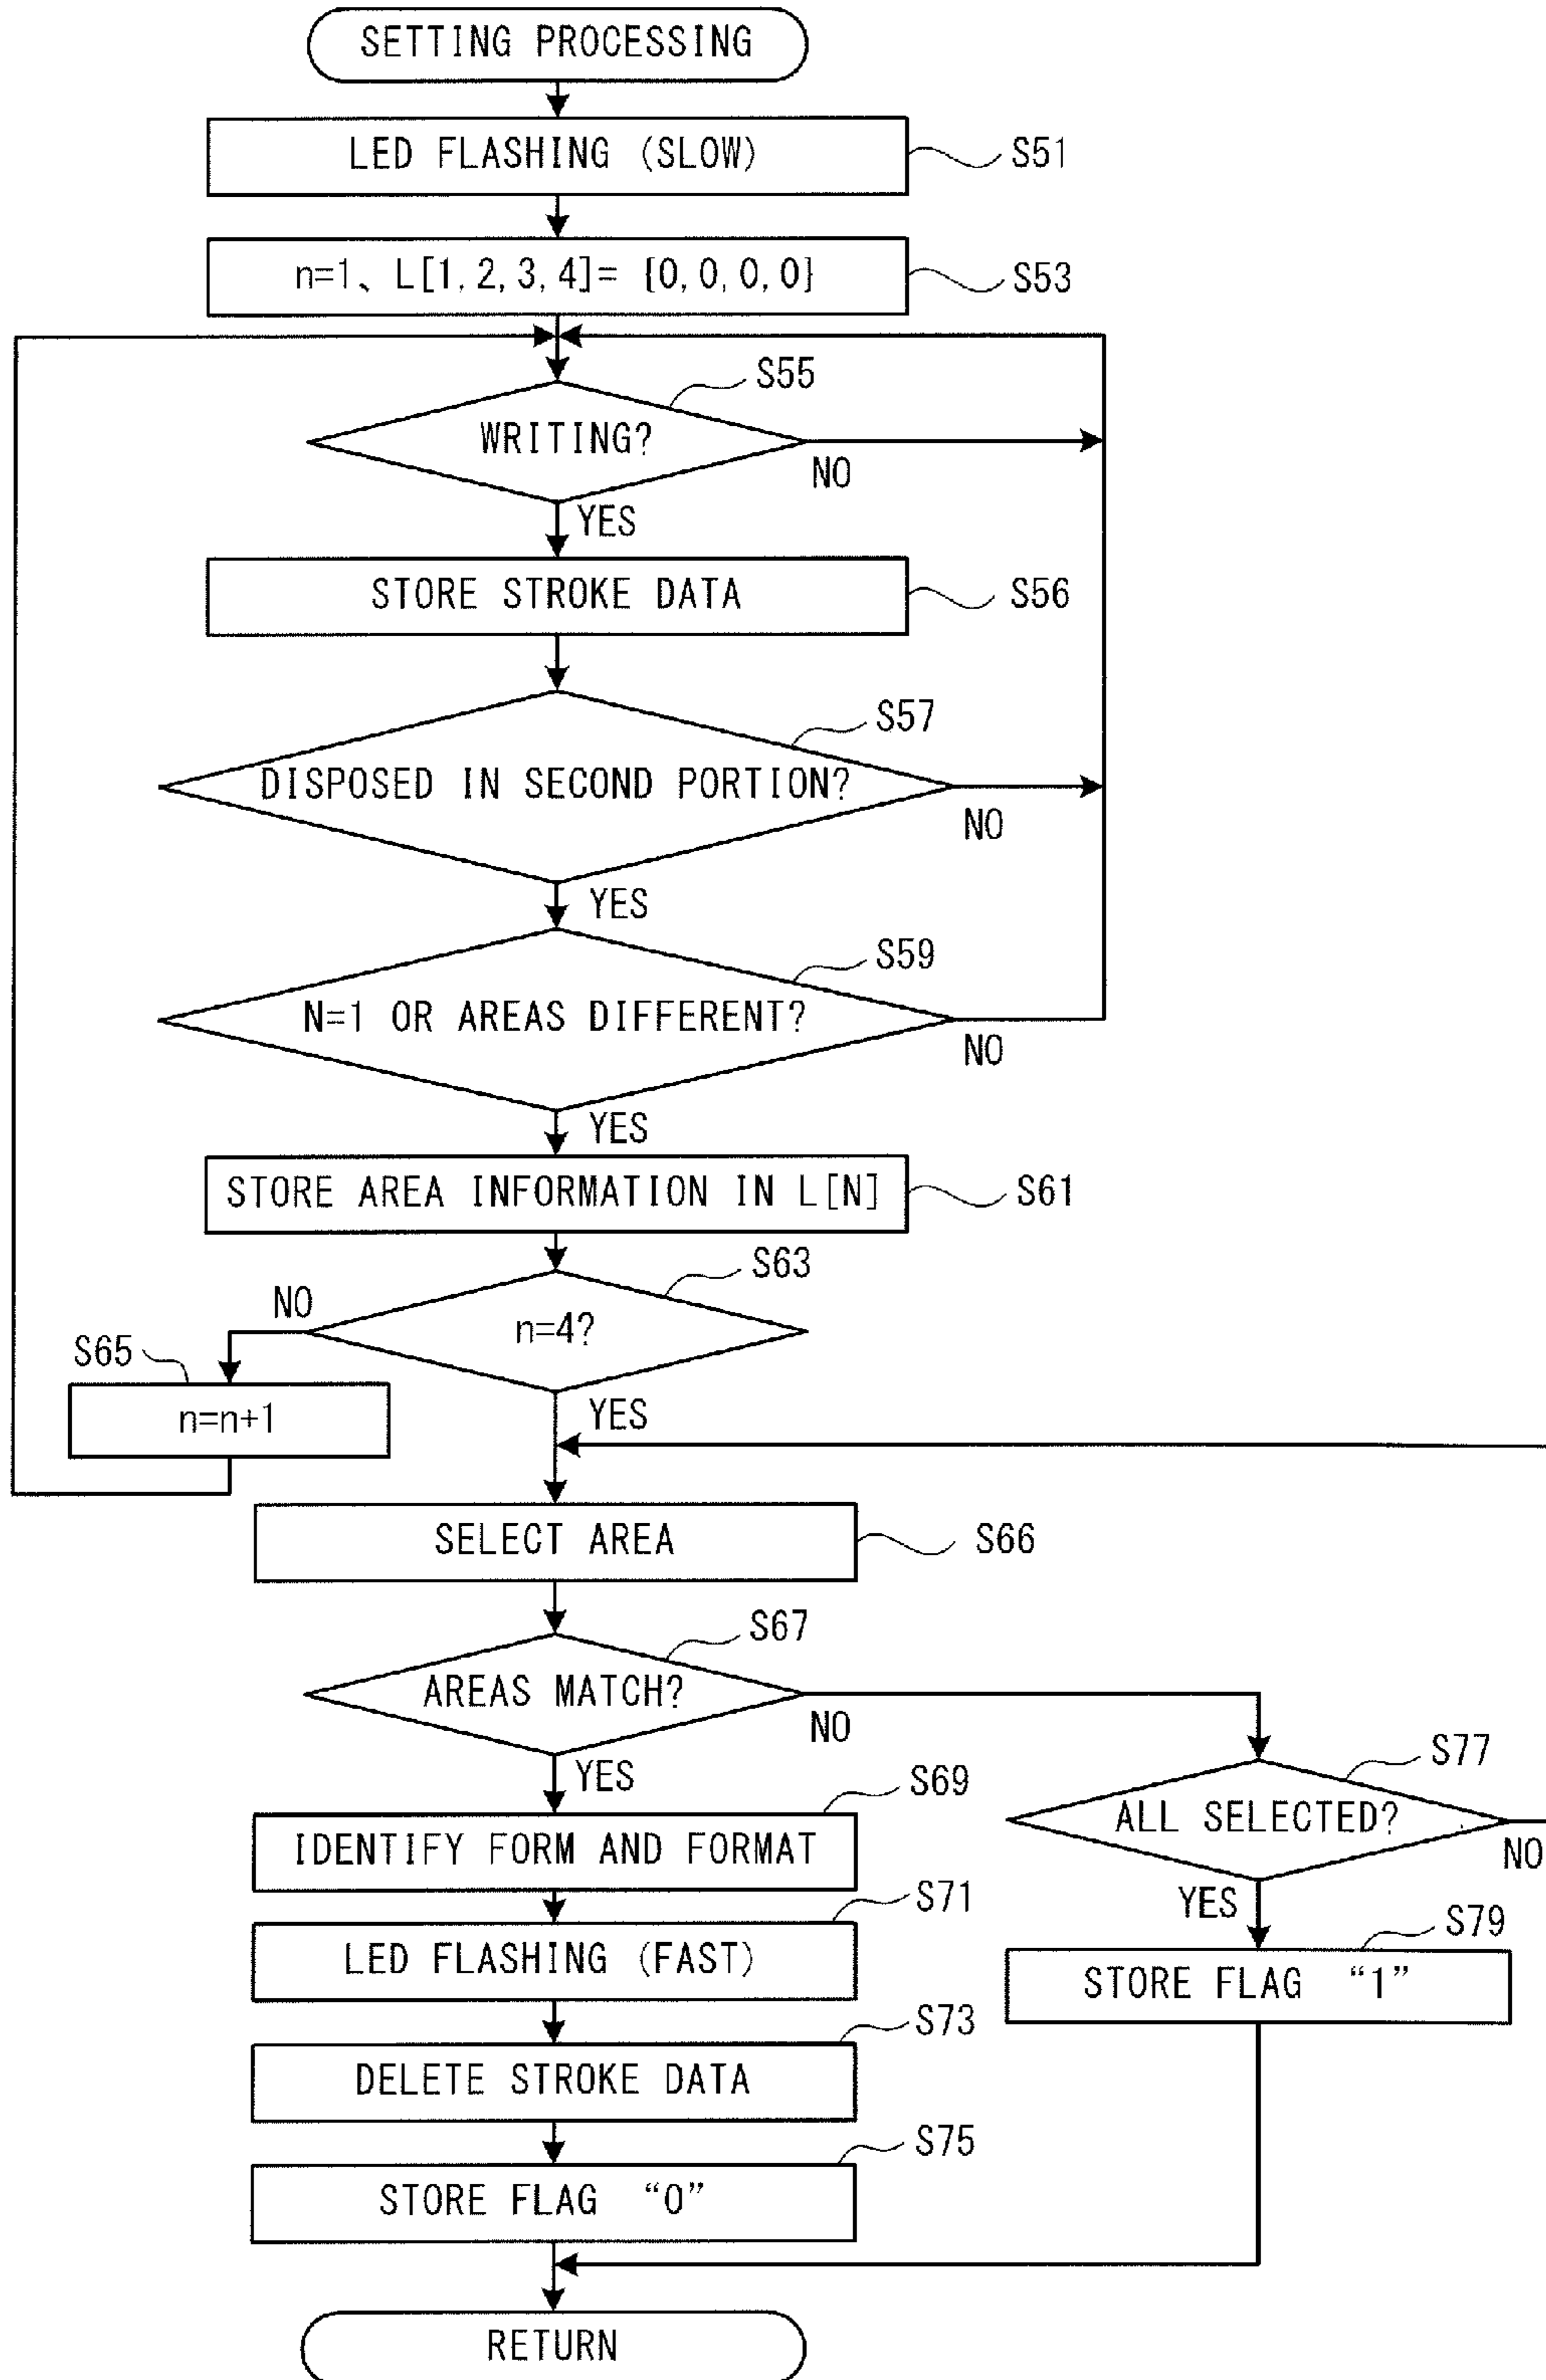 SETTING PROCESSING
LED FLASHING (SLOW)
S51
n=1、L[1,2,3,4]= {0,0,0,0}
S53
S55
WRITING?
NO
YES
STORE STROKE DATA
S56
S57
DISPOSED IN SECOND PORTION?
NO
YES
S59
N=1 OR AREAS DIFFERENT?
NO
YES
STORE AREA INFORMATION IN L[N]
S61
S63
NO
n=4?
S65
n=n+1
YES
SELECT AREA
S66
S67
AREAS MATCH?
NO
YES
S77
ALL SELECTED?
NO
YES
S69
IDENTIFY FORM AND FORMAT
S71
LED FLASHING (FAST)
S79
STORE FLAG “1”
S73
DELETE STROKE DATA
S75
STORE FLAG “0”
RETURN